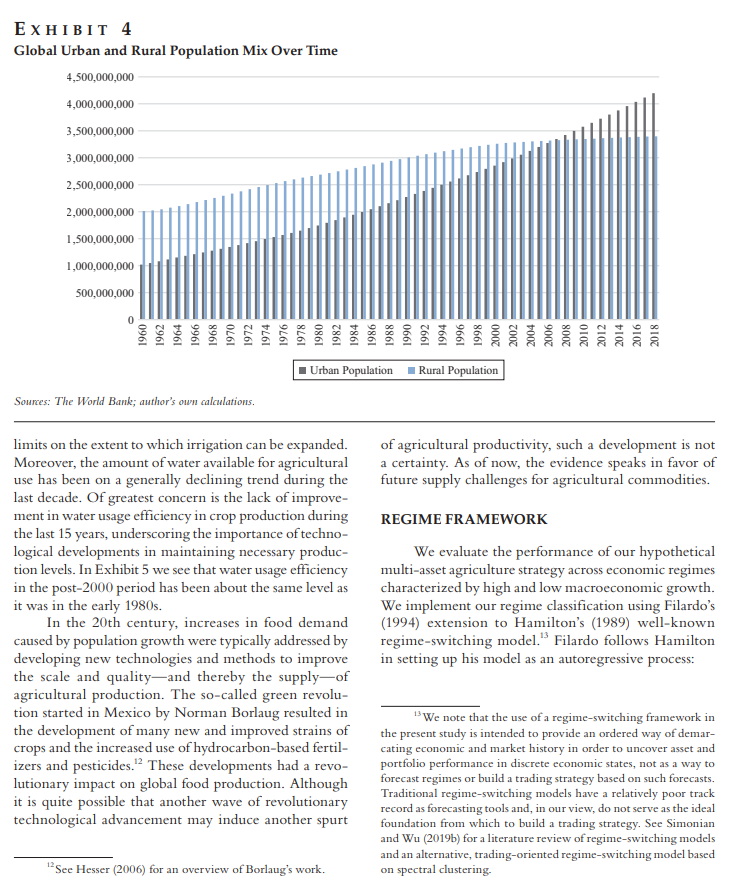 EXHIBIT 4
Global Urban and Rural Population Mix Over Time
4,500,000,000
4,000,000,000
3,500,000,000
3,000,000,000
2,500,000,000
2,000,000,000
1,500,000,000
1,000,000,000
500,000,000
0
1960
1962
1964
1966
1968
1970
1972
1974
1976
1978
1980
1982
1984
1986
1988
1990
1992
1994
1996
1998
2000
2002
2004
2006
2008
2010
2012
2014
2016
2018
Urban Population
Rural Population
Sources: The World Bank; author's own calculations.
limits on the extent to which irrigation can be expanded.
Moreover, the amount of water available for agricultural
use has been on a generally declining trend during the
last decade. Of greatest concern is the lack of improve-
ment in water usage efficiency in crop production during
the last 15 years, underscoring the importance of techno-
logical developments in maintaining necessary produc-
tion levels. In Exhibit 5 we see that water usage efficiency
in the post-2000 period has been about the same level as
it was in the early 1980s.
In the 20th century, increases in food demand
caused by population growth were typically addressed by
developing new technologies and methods to improve
the scale and quality—and thereby the supply—of
agricultural production. The so-called green revolu-
tion started in Mexico by Norman Borlaug resulted in
the development of many new and improved strains of
crops and the increased use of hydrocarbon-based fertil-
izers and pesticides.12 These developments had a revo-
lutionary impact on global food production. Although
it is quite possible that another wave of revolutionary
technological advancement may induce another spurt
12See Hesser (2006) for an overview of Borlaug's work.
of agricultural productivity, such a development is not
a certainty. As of now, the evidence speaks in favor of
future supply challenges for agricultural commodities.
REGIME FRAMEWORK
We evaluate the performance of our hypothetical
multi-asset agriculture strategy across economic regimes
characterized by high and low macroeconomic growth.
We implement our regime classification using Filardo's
(1994) extension to Hamilton's (1989) well-known
regime-switching model.13 Filardo follows Hamilton
in setting up his model as an autoregressive process:
13We note that the use of a regime-switching framework in
the present study is intended to provide an ordered way of demar-
cating economic and market history in order to uncover asset and
portfolio performance in discrete economic states, not as a way to
forecast regimes or build a trading strategy based on such forecasts.
Traditional regime-switching models have a relatively poor track
record as forecasting tools and, in our view, do not serve as the ideal
foundation from which to build a trading strategy. See Simonian
and Wu (2019b) for a literature review of regime-switching models
and an alternative, trading-oriented regime-switching model based
on spectral clustering.